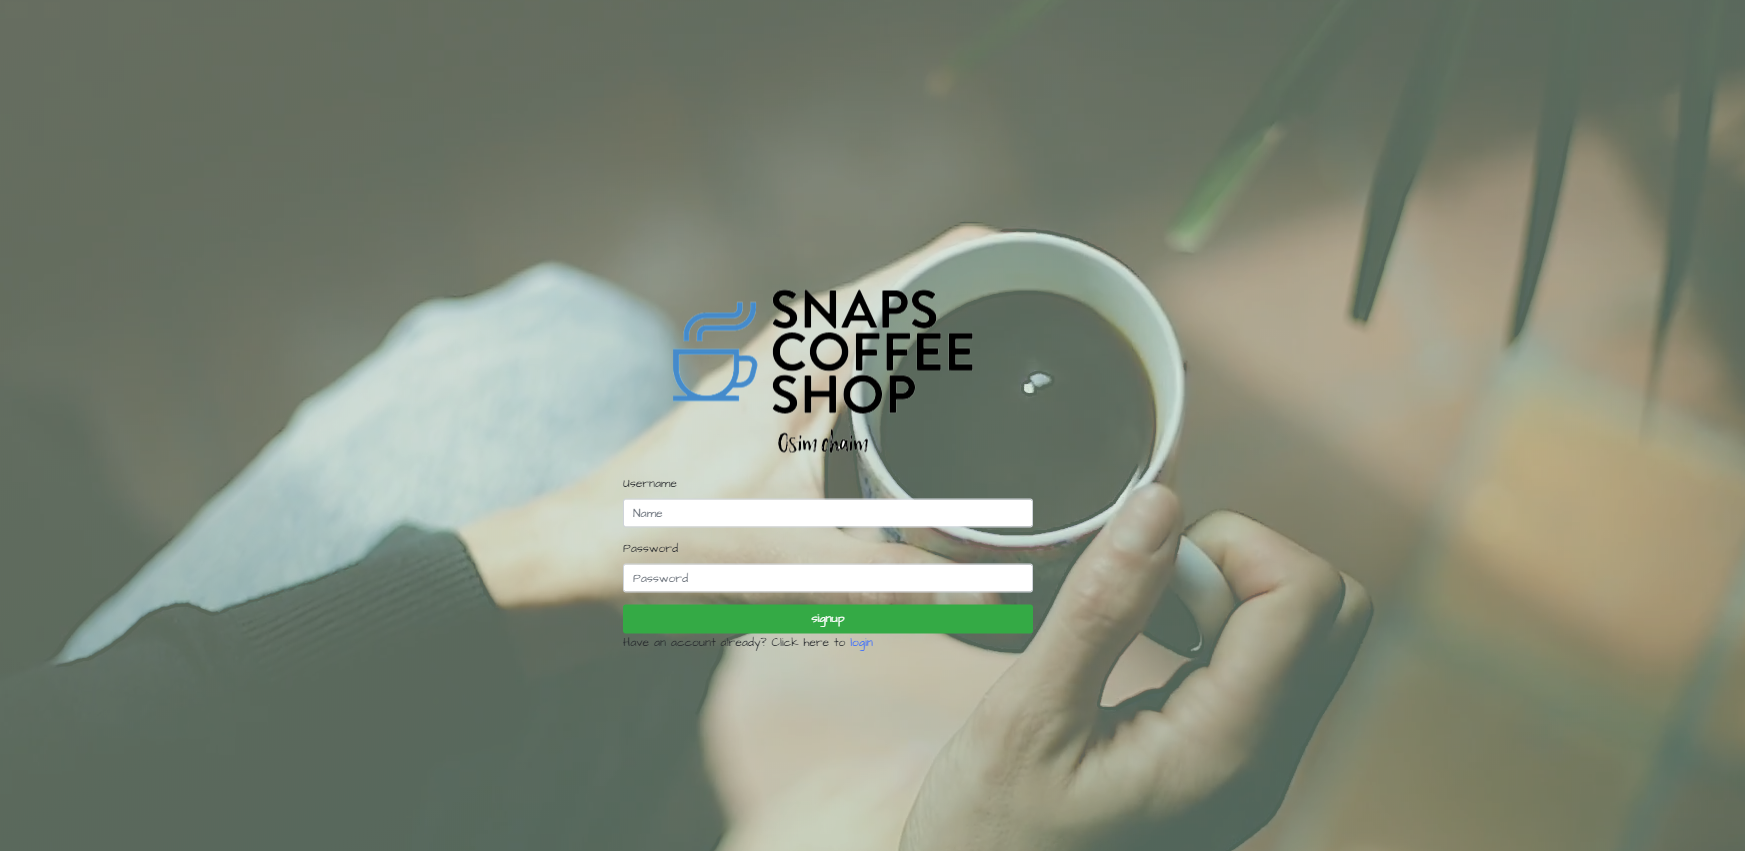 SNAPS
COFFEE
SHOP
Osim chaim
Username
Name
Password
Password
signup
Have an account already? Click here to login